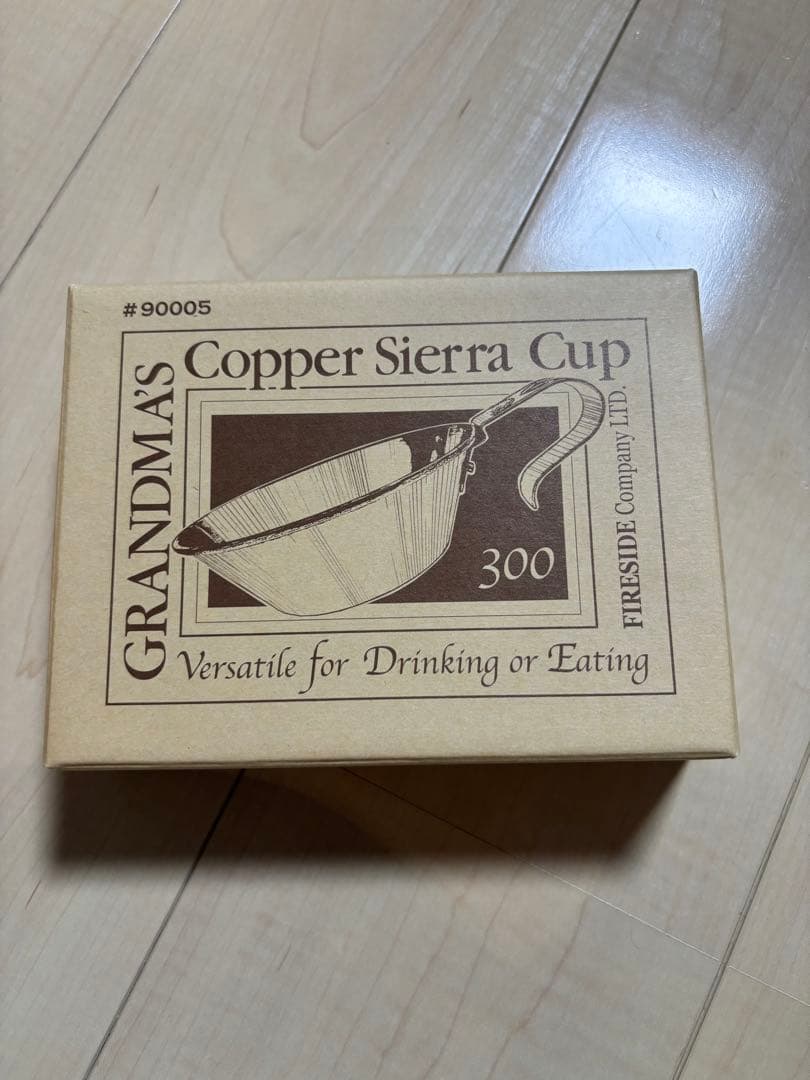 #90005
GRANDMA'S
Copper Sierra Cup
300
FIRESIDE Company LTD.
Versatile for Drinking or Eating